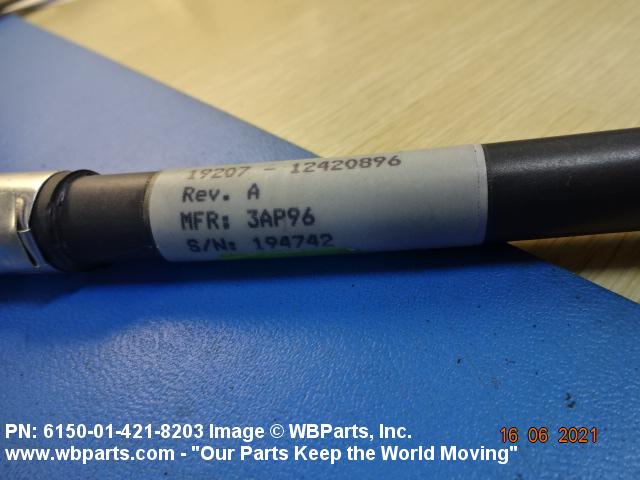 19207 - 12420896
Rev. A
MFR: 3AP96
S/N: 194742
PN: 6150-01-421-8203 Image © WBParts, Inc.
16 06 2021
www.wbparts.com - "Our Parts Keep the World Moving"